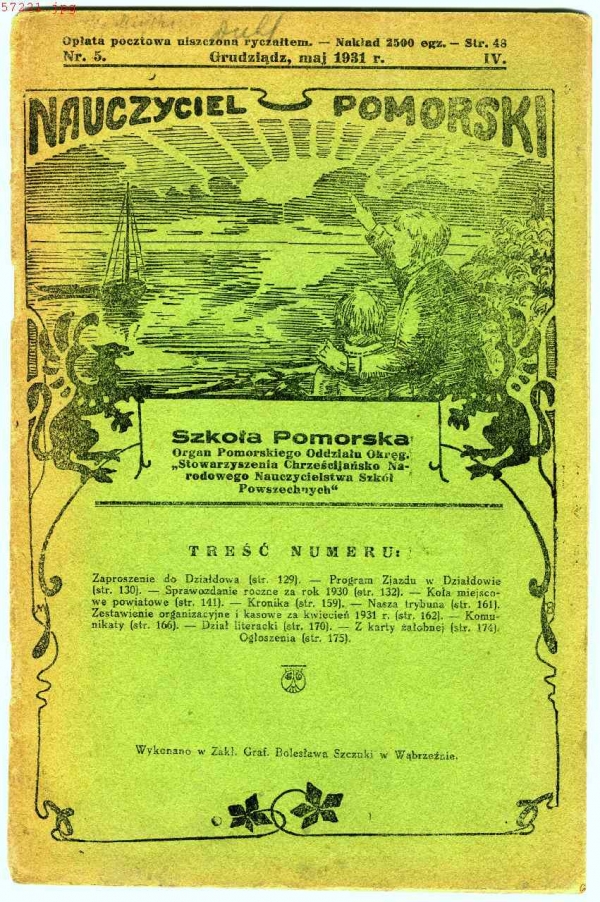 57221.jpg
Opłata pocztowa uiszczona ryczałtem. — Nakład 2500 egz. — Str. 48
Nr. 5. Grudziądz, maj 1931 r. IV.
NAUCZYCIEL POMORSKI
Szkoła Pomorska
Organ Pomorskiego Oddziału Okręg.
„Stowarzyszenia Chrześcijańsko Na-
rodowego Nauczycielstwa Szkół
Powszechnych“
TREŚĆ NUMERU:
Zaproszenie do Działdowa (str. 129). — Program Zjazdu w Działdowie
(str. 130). — Sprawozdanie roczne za rok 1930 (str. 132). — Koła miejsco-
we powiatowe (str. 141). — Kronika (str. 159). — Nasza trybuna (str. 161).
Zestawienie organizacyjne i kasowe za kwiecień 1931 r. (str. 162). — Komu-
nikaty (str. 166). — Dział literacki (str. 170). — Z karty żałobnej (str. 174).
Ogłoszenia (str. 175).
Wykonano w Zakł. Graf. Bolesława Szczuki w Wąbrzeźnie.